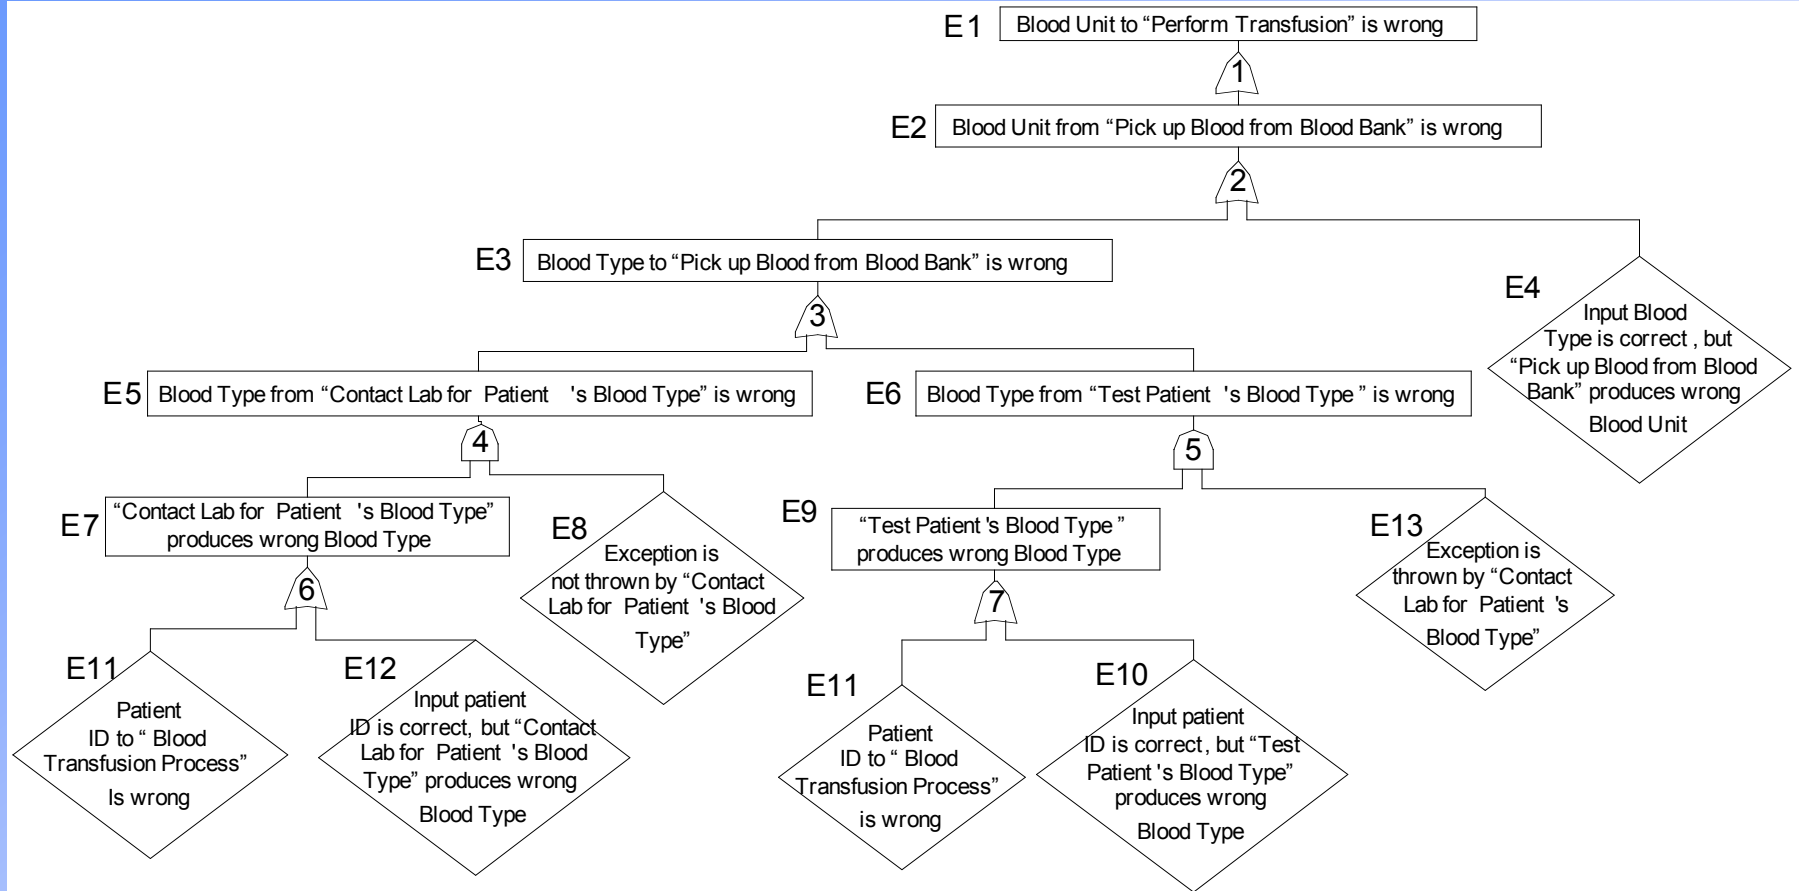 E1
Blood Unit to “Perform Transfusion” is wrong
1
E2
Blood Unit from “Pick up Blood from Blood Bank” is wrong
2
E3
Blood Type to “Pick up Blood from Blood Bank” is wrong
E4
Input Blood
Type is correct , but
“Pick up Blood from Blood
Bank” produces wrong
Blood Unit
3
E5
Blood Type from “Contact Lab for Patient 's Blood Type” is wrong
E6
Blood Type from “Test Patient 's Blood Type ” is wrong
4
5
E7
“Contact Lab for Patient 's Blood Type”
produces wrong Blood Type
E8
Exception is
not thrown by “Contact
Lab for Patient 's Blood
Type”
E9
“Test Patient 's Blood Type ”
produces wrong Blood Type
E13
Exception is
thrown by “Contact
Lab for Patient 's
Blood Type”
6
7
E11
Patient
ID to “ Blood
Transfusion Process”
Is wrong
E12
Input patient
ID is correct, but “Contact
Lab for Patient 's Blood
Type” produces wrong
Blood Type
E11
Patient
ID to “ Blood
Transfusion Process”
is wrong
E10
Input patient
ID is correct, but “Test
Patient 's Blood Type”
produces wrong
Blood Type